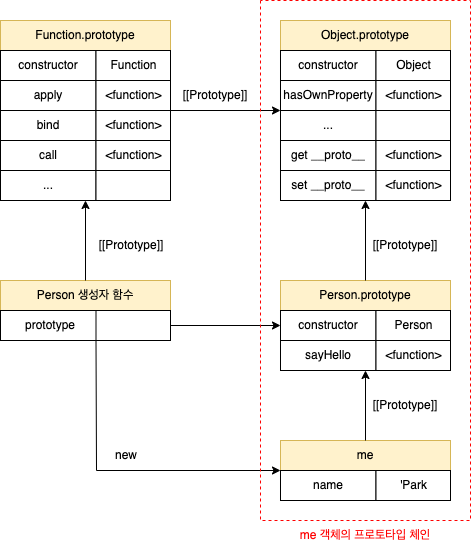 Function.prototype
constructor Function
apply <function>
bind <function>
call <function>
...
[[Prototype]]
Object.prototype
constructor Object
hasOwnProperty <function>
...
get __proto__ <function>
set __proto__ <function>
[[Prototype]]
[[Prototype]]
Person 생성자 함수
prototype
Person.prototype
constructor Person
sayHello <function>
[[Prototype]]
new
me
name 'Park
me 객체의 프로토타입 체인